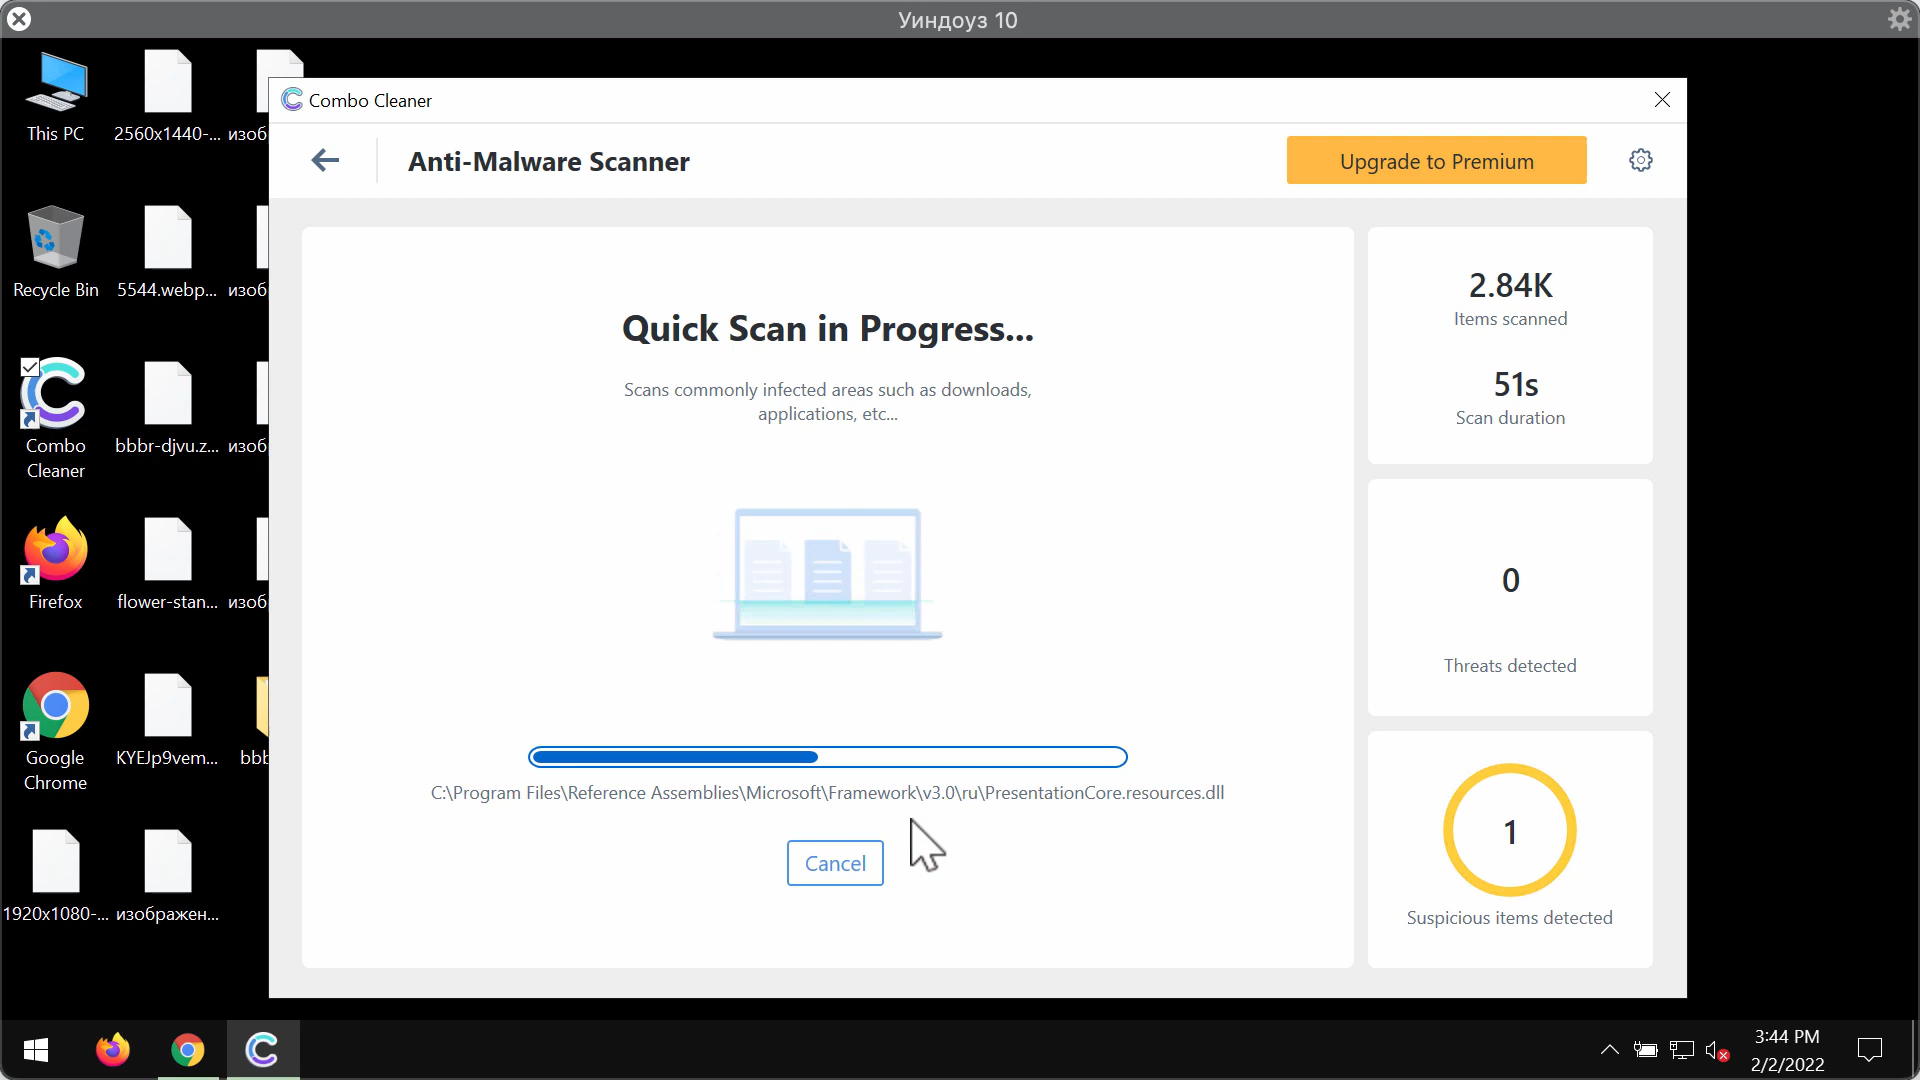 Уиндоуз 10
This PC
2560x1440-...
изоб
Combo Cleaner
Anti-Malware Scanner
Upgrade to Premium
Recycle Bin
5544.webp...
изоб
Combo
Cleaner
bbbr-djvu.z...
изоб
Firefox
flower-stan...
изоб
Google
Chrome
KYEJp9vem...
bbb
1920x1080-...
изображен...
Quick Scan in Progress...
Scans commonly infected areas such as downloads,
applications, etc...
C:\Program Files\Reference Assemblies\Microsoft\Framework\v3.0\ru\PresentationCore.resources.dll
Cancel
2.84K
Items scanned
51s
Scan duration
0
Threats detected
1
Suspicious items detected
3:44 PM
2/2/2022